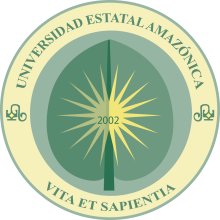 UNIVERSIDAD ESTATAL AMAZÓNICA
2002
VITA ET SAPIENTIA